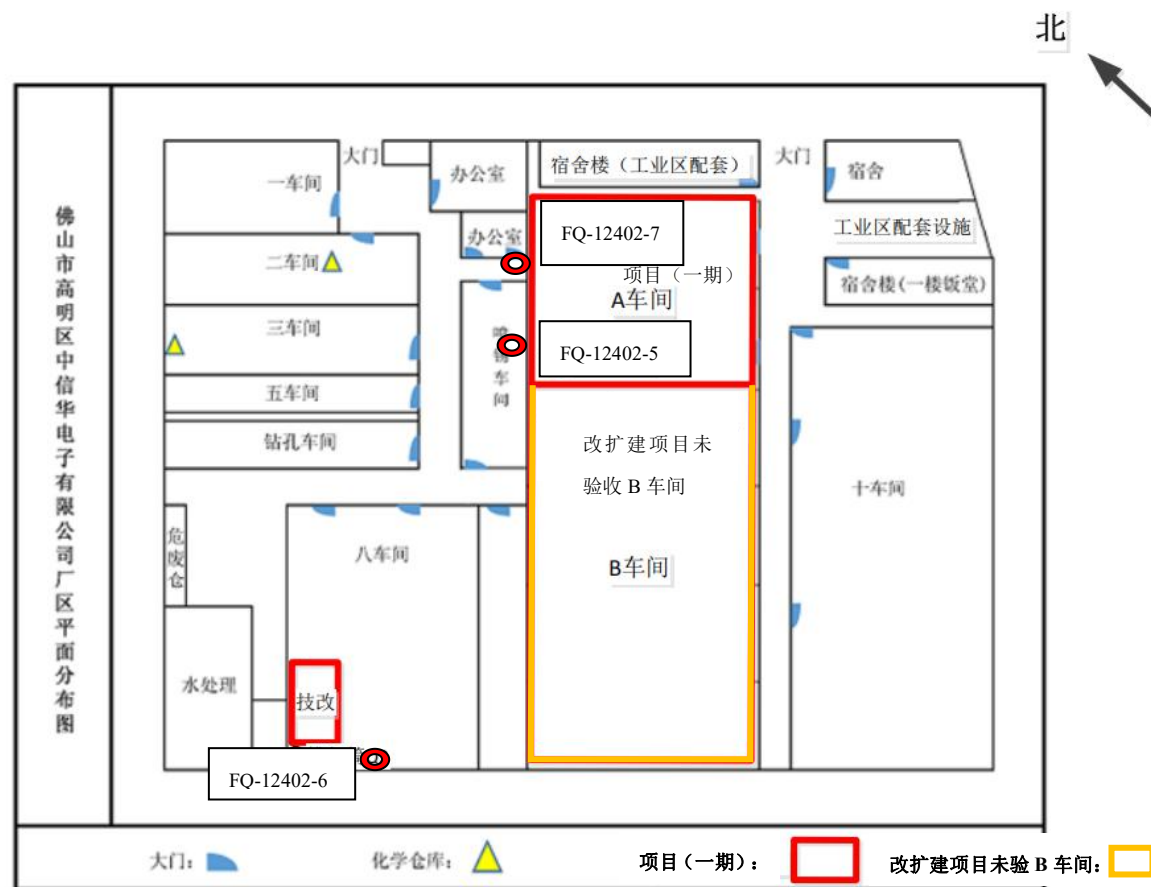 北
佛山市高明区中信华电子有限公司厂区平面分布图
大门
一车间
办公室
宿舍楼（工业区配套）
大门
宿舍
办公室
FQ-12402-7
工业区配套设施
二车间
项目（一期）
A车间
宿舍楼(一楼饭堂)
三车间
喷锡车间
FQ-12402-5
五车间
钻孔车间
改扩建项目未
验收 B 车间
十车间
危废仓
八车间
B车间
水处理
技改
FQ-12402-6
大门：
化学仓库：
项目（一期）：
改扩建项目未验 B 车间：